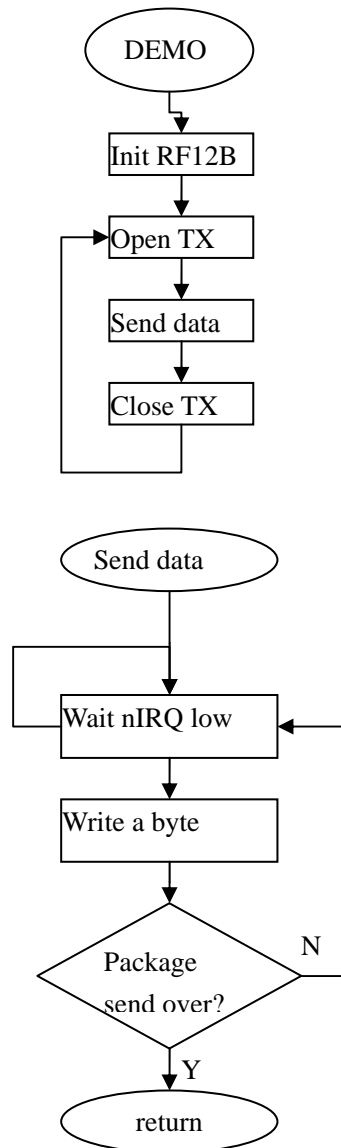 DEMO
Init RF12B
Open TX
Send data
Close TX
Send data
Wait nIRQ low
Write a byte
Package
send over?
N
Y
return